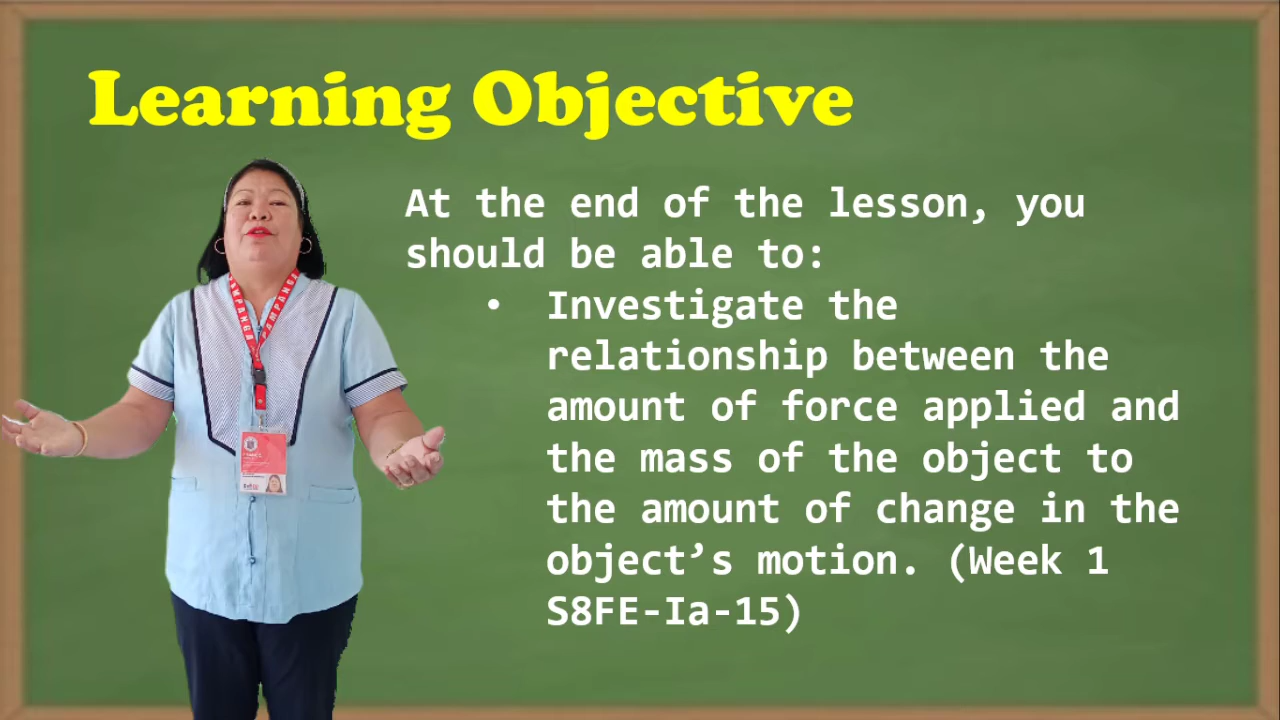 Learning Objective
At the end of the lesson, you
should be able to:
• Investigate the
relationship between the
amount of force applied and
the mass of the object to
the amount of change in the
object’s motion. (Week 1
S8FE-Ia-15)
PAMPANGA